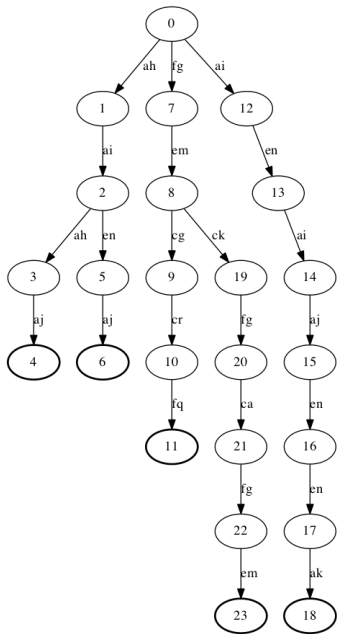 0
ah fg ai
1 7 12
ai em en
2 8 13
ah en cg ck ai
3 5 9 19 14
aj aj cr fg aj
4 6 10 20 15
fq ca en
11 21 16
fg en
22 17
em ak
23 18